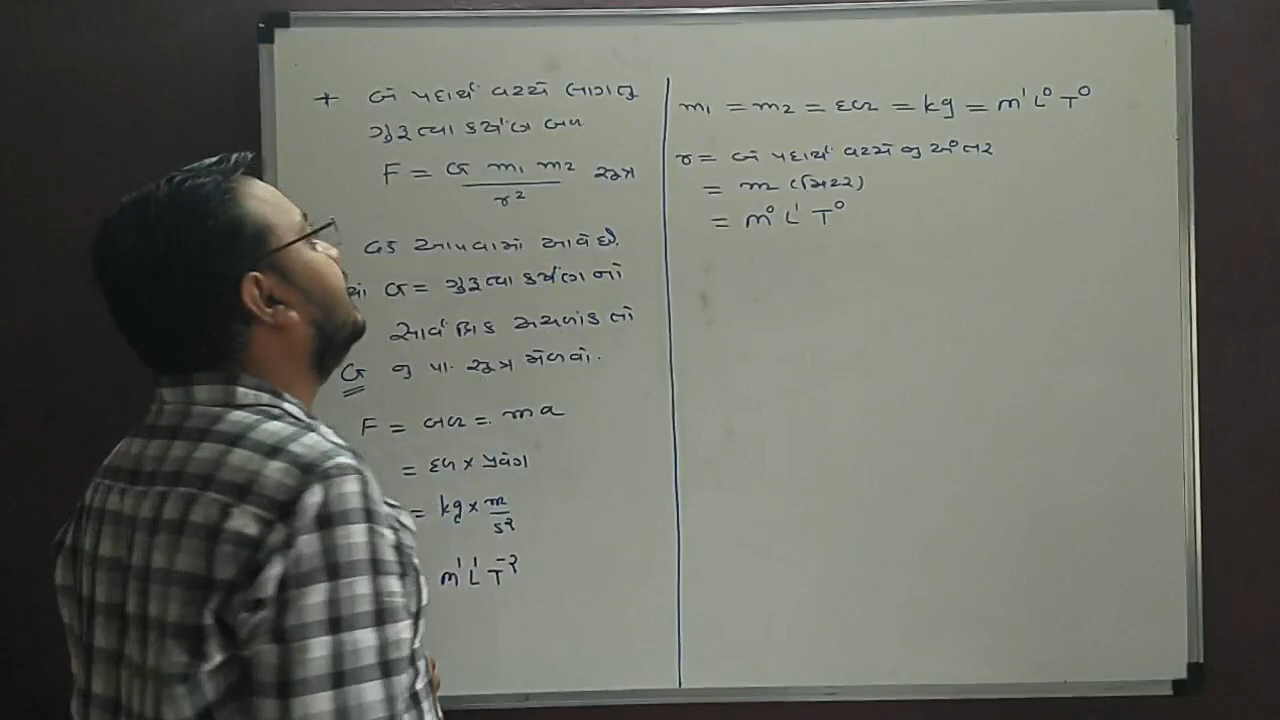 * બે પદાર્થ વચ્ચે લાગતુ
ગુરૂત્વાકર્ષણ બળ
F = G m₁ m₂ / r² સૂત્ર
વડે આપવામાં આવે છે.
G = ગુરૂત્વાકર્ષણ નો
સાર્વત્રિક અચળાંક તો
G નુ પા. સૂત્ર મેળવો.
F = બળ = ma
= દળ × પ્રવેગ
= kg × m/s²
M¹ L¹ T⁻²
m₁ = m₂ = દળ = kg = M¹ L⁰ T⁰
r = બે પદાર્થ વચ્ચે નુ અંતર
= m (મિટર)
= M⁰ L¹ T⁰